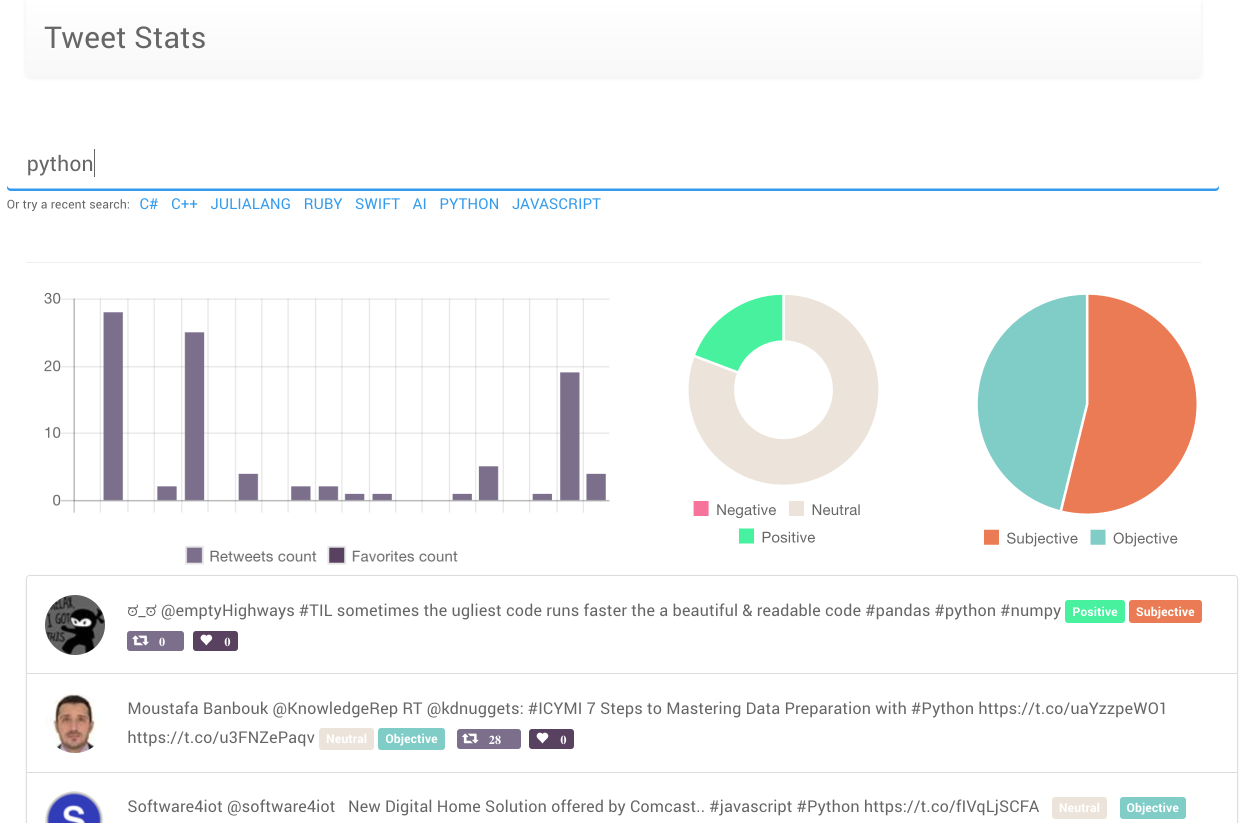 Tweet Stats
python
Or try a recent search: C# C++ JULIALANG RUBY SWIFT AI PYTHON JAVASCRIPT
30
20
10
0
Retweets count Favorites count
Negative Neutral
Positive
Subjective Objective
RELAX
I GOT
THIS
ಠ_ಠ @emptyHighways #TIL sometimes the ugliest code runs faster the a beautiful & readable code #pandas #python #numpy Positive Subjective
0 0
Moustafa Banbouk @KnowledgeRep RT @kdnuggets: #ICYMI 7 Steps to Mastering Data Preparation with #Python https://t.co/uaYzzpeWO1
https://t.co/u3FNZePaqv Neutral Objective 28 0
S
Software4iot @software4iot New Digital Home Solution offered by Comcast.. #javascript #Python https://t.co/fIVqLjSCFA Neutral Objective